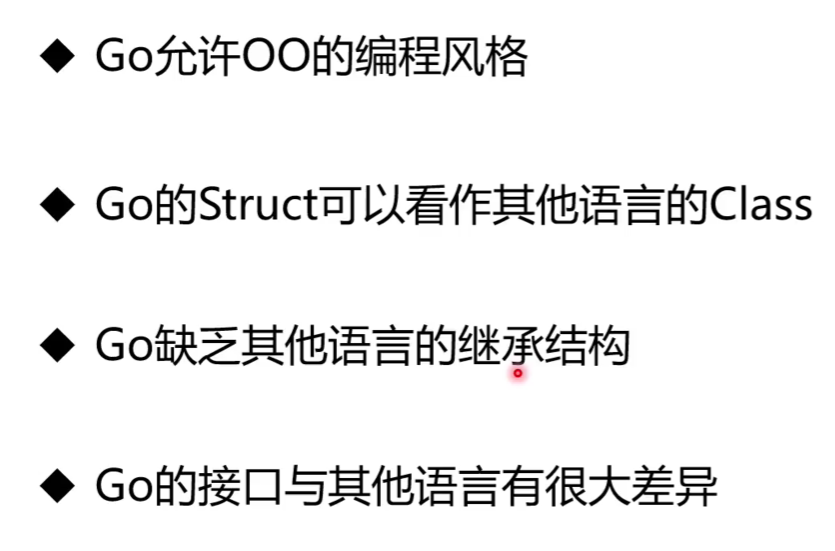 ◆ Go允许OO的编程风格
◆ Go的Struct可以看作其他语言的Class
◆ Go缺乏其他语言的继承结构
◆ Go的接口与其他语言有很大差异